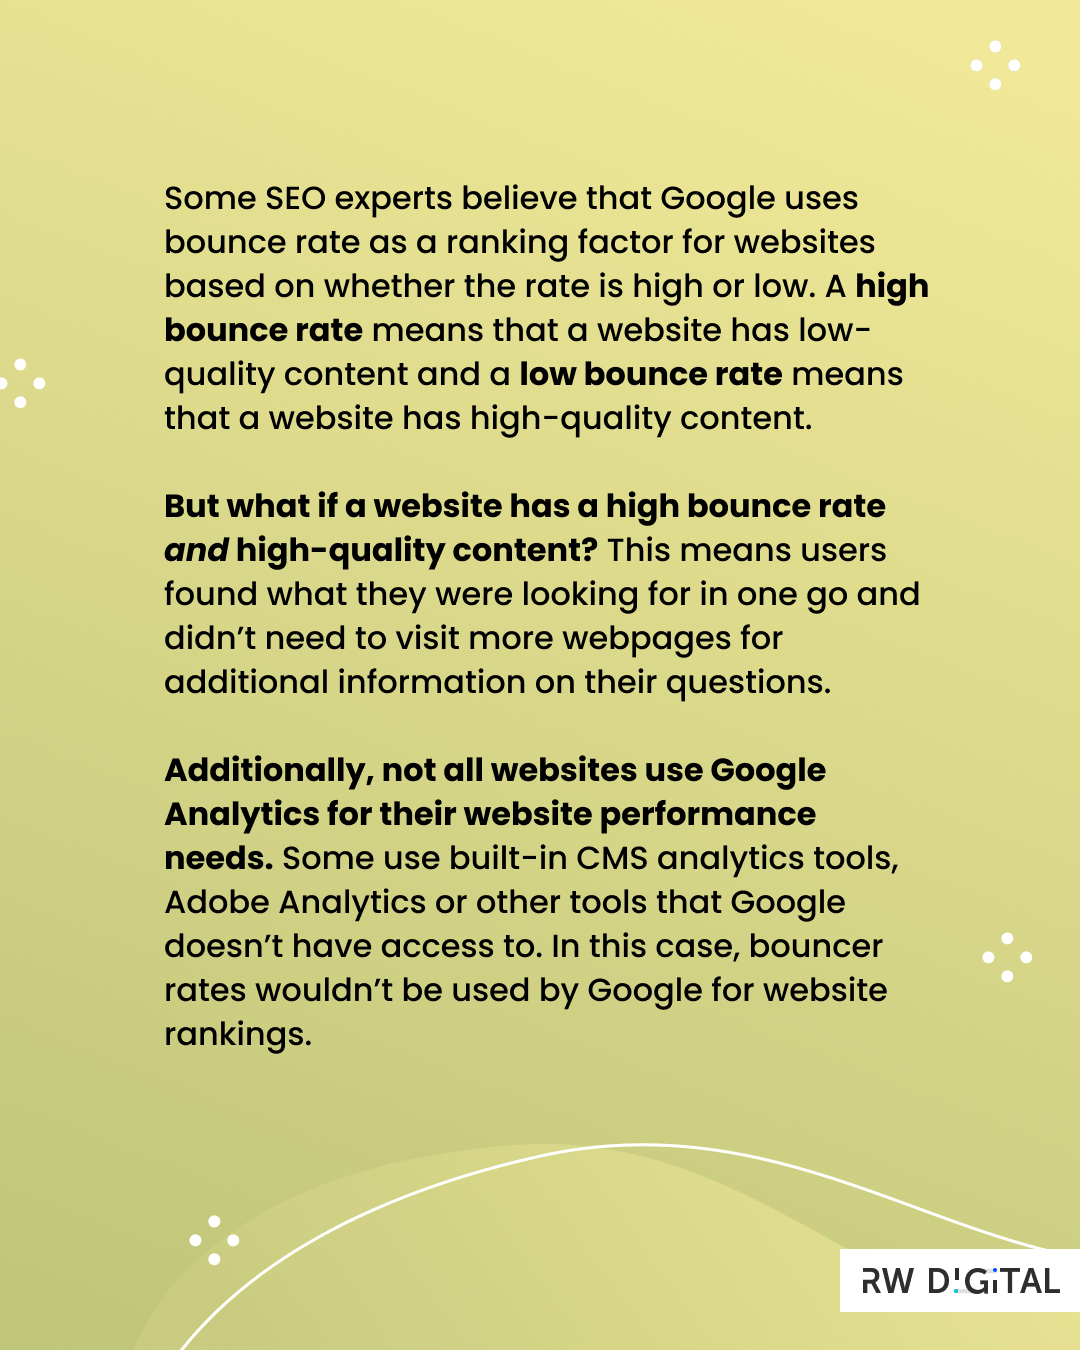 Some SEO experts believe that Google uses
bounce rate as a ranking factor for websites
based on whether the rate is high or low. A high
bounce rate means that a website has low-
quality content and a low bounce rate means
that a website has high-quality content.
But what if a website has a high bounce rate
and high-quality content? This means users
found what they were looking for in one go and
didn't need to visit more webpages for
additional information on their questions.
Additionally, not all websites use Google
Analytics for their website performance
needs. Some use built-in CMS analytics tools,
Adobe Analytics or other tools that Google
doesn't have access to. In this case, bouncer
rates wouldn't be used by Google for website
rankings.
RW DIGITAL